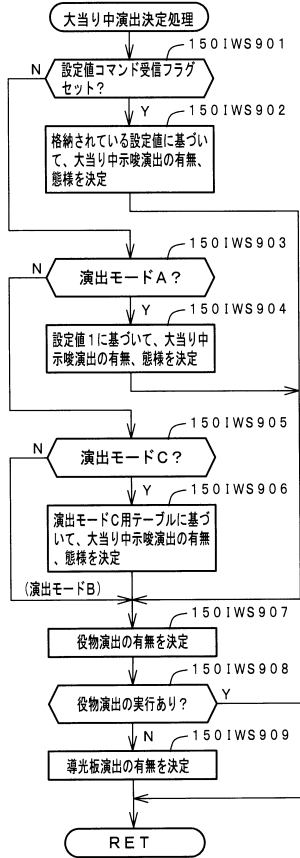 大当り中演出決定処理
150IWS901
N
設定値コマンド受信フラグ
セット？
Y
150IWS902
格納されている設定値に基づい
て、大当り中示唆演出の有無、
態様を決定
150IWS903
N
演出モードA？
Y
150IWS904
設定値1に基づいて、大当り中
示唆演出の有無、態様を決定
150IWS905
N
演出モードC？
Y
150IWS906
演出モードC用テーブルに基づ
いて、大当り中示唆演出の有無
、態様を決定
(演出モードB)
150IWS907
役物演出の有無を決定
150IWS908
役物演出の実行あり？
Y
N
150IWS909
導光板演出の有無を決定
RET